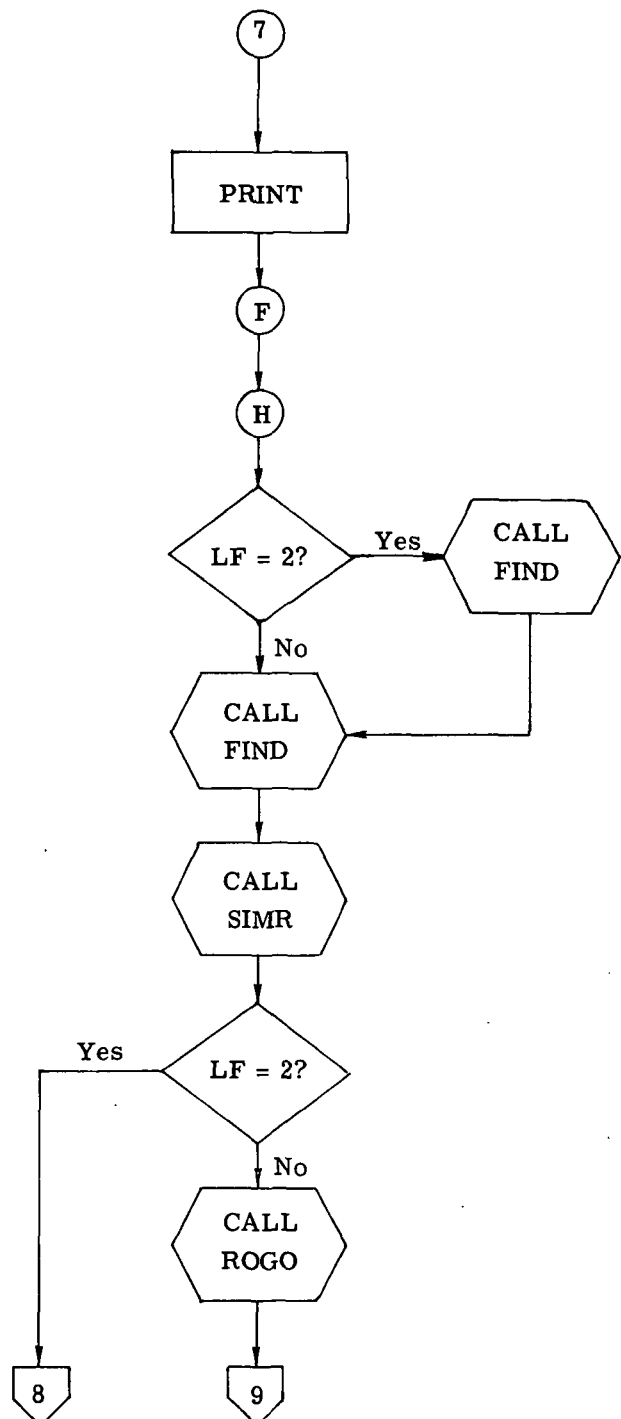 7
PRINT
F
H
LF = 2?
Yes
CALL
FIND
No
CALL
FIND
CALL
SIMR
Yes
LF = 2?
No
CALL
ROGO
8
9